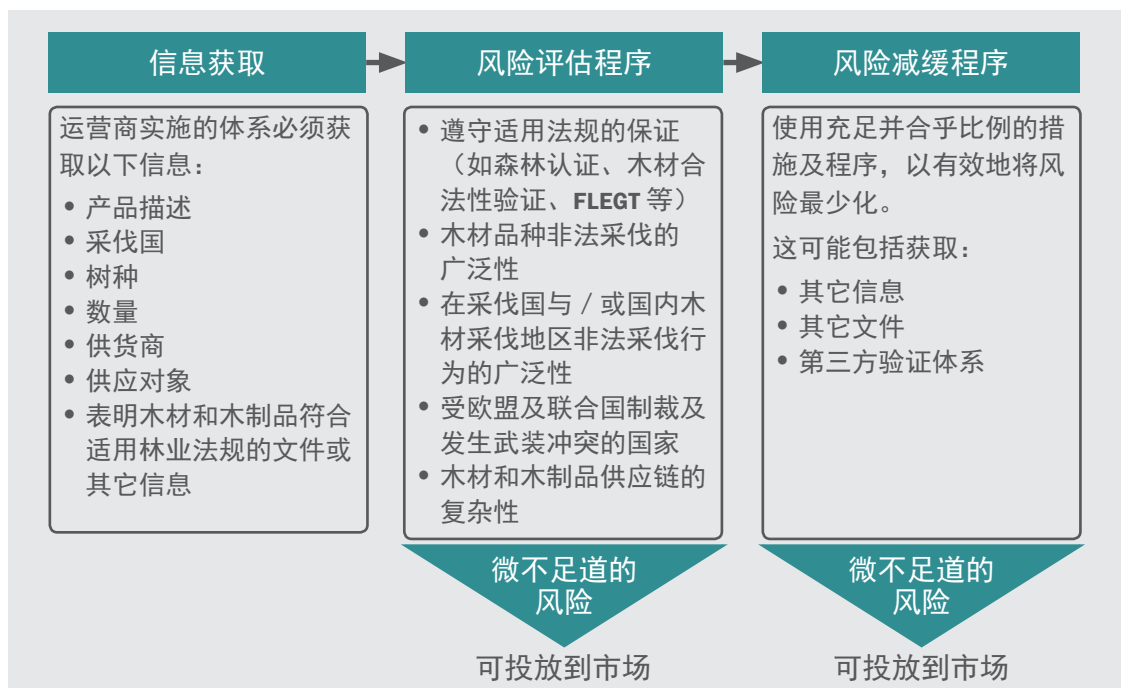 信息获取
运营商实施的体系必须获
取以下信息：
• 产品描述
• 采伐国
• 树种
• 数量
• 供货商
• 供应对象
• 表明木材和木制品符合
适用林业法规的文件或
其它信息
风险评估程序
• 遵守适用法规的保证
（如森林认证、木材合
法性验证、FLEGT 等）
• 木材品种非法采伐的
广泛性
• 在采伐国与 / 或国内木
材采伐地区非法采伐行
为的广泛性
• 受欧盟及联合国制裁及
发生武装冲突的国家
• 木材和木制品供应链的
复杂性
微不足道的
风险
可投放到市场
风险减缓程序
使用充足并合乎比例的措
施及程序，以有效地将风
险最少化。
这可能包括获取：
• 其它信息
• 其它文件
• 第三方验证体系
微不足道的
风险
可投放到市场